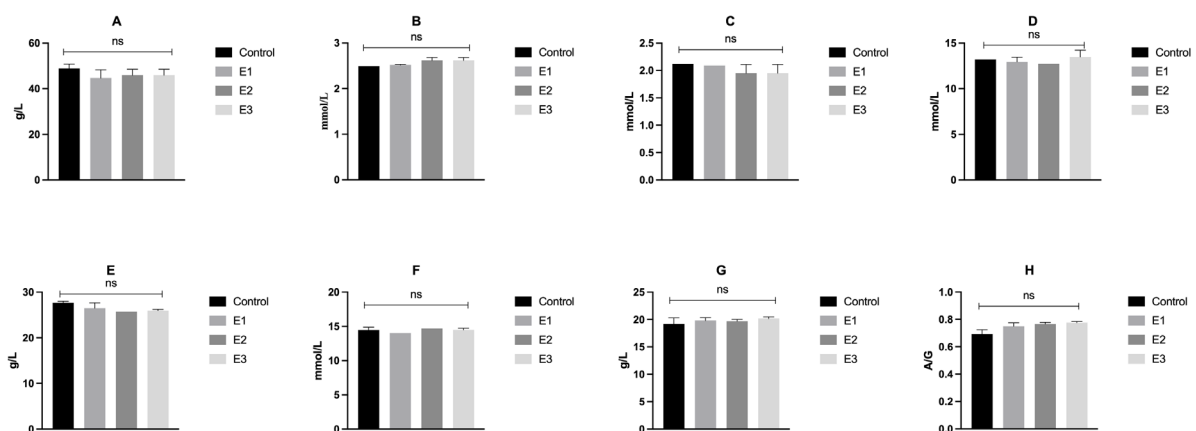 A
ns
60
40
20
0
g/L
Control
E1
E2
E3
B
ns
3
2
1
0
mmol/L
Control
E1
E2
E3
C
ns
2.5
2.0
1.5
1.0
0.5
0.0
mmol/L
Control
E1
E2
E3
D
ns
15
10
5
0
mmol/L
Control
E1
E2
E3
E
ns
30
20
10
0
g/L
Control
E1
E2
E3
F
ns
20
15
10
5
0
mmol/L
Control
E1
E2
E3
G
ns
25
20
15
10
5
0
g/L
Control
E1
E2
E3
H
ns
1.0
0.8
0.6
0.4
0.2
0.0
A/G
Control
E1
E2
E3